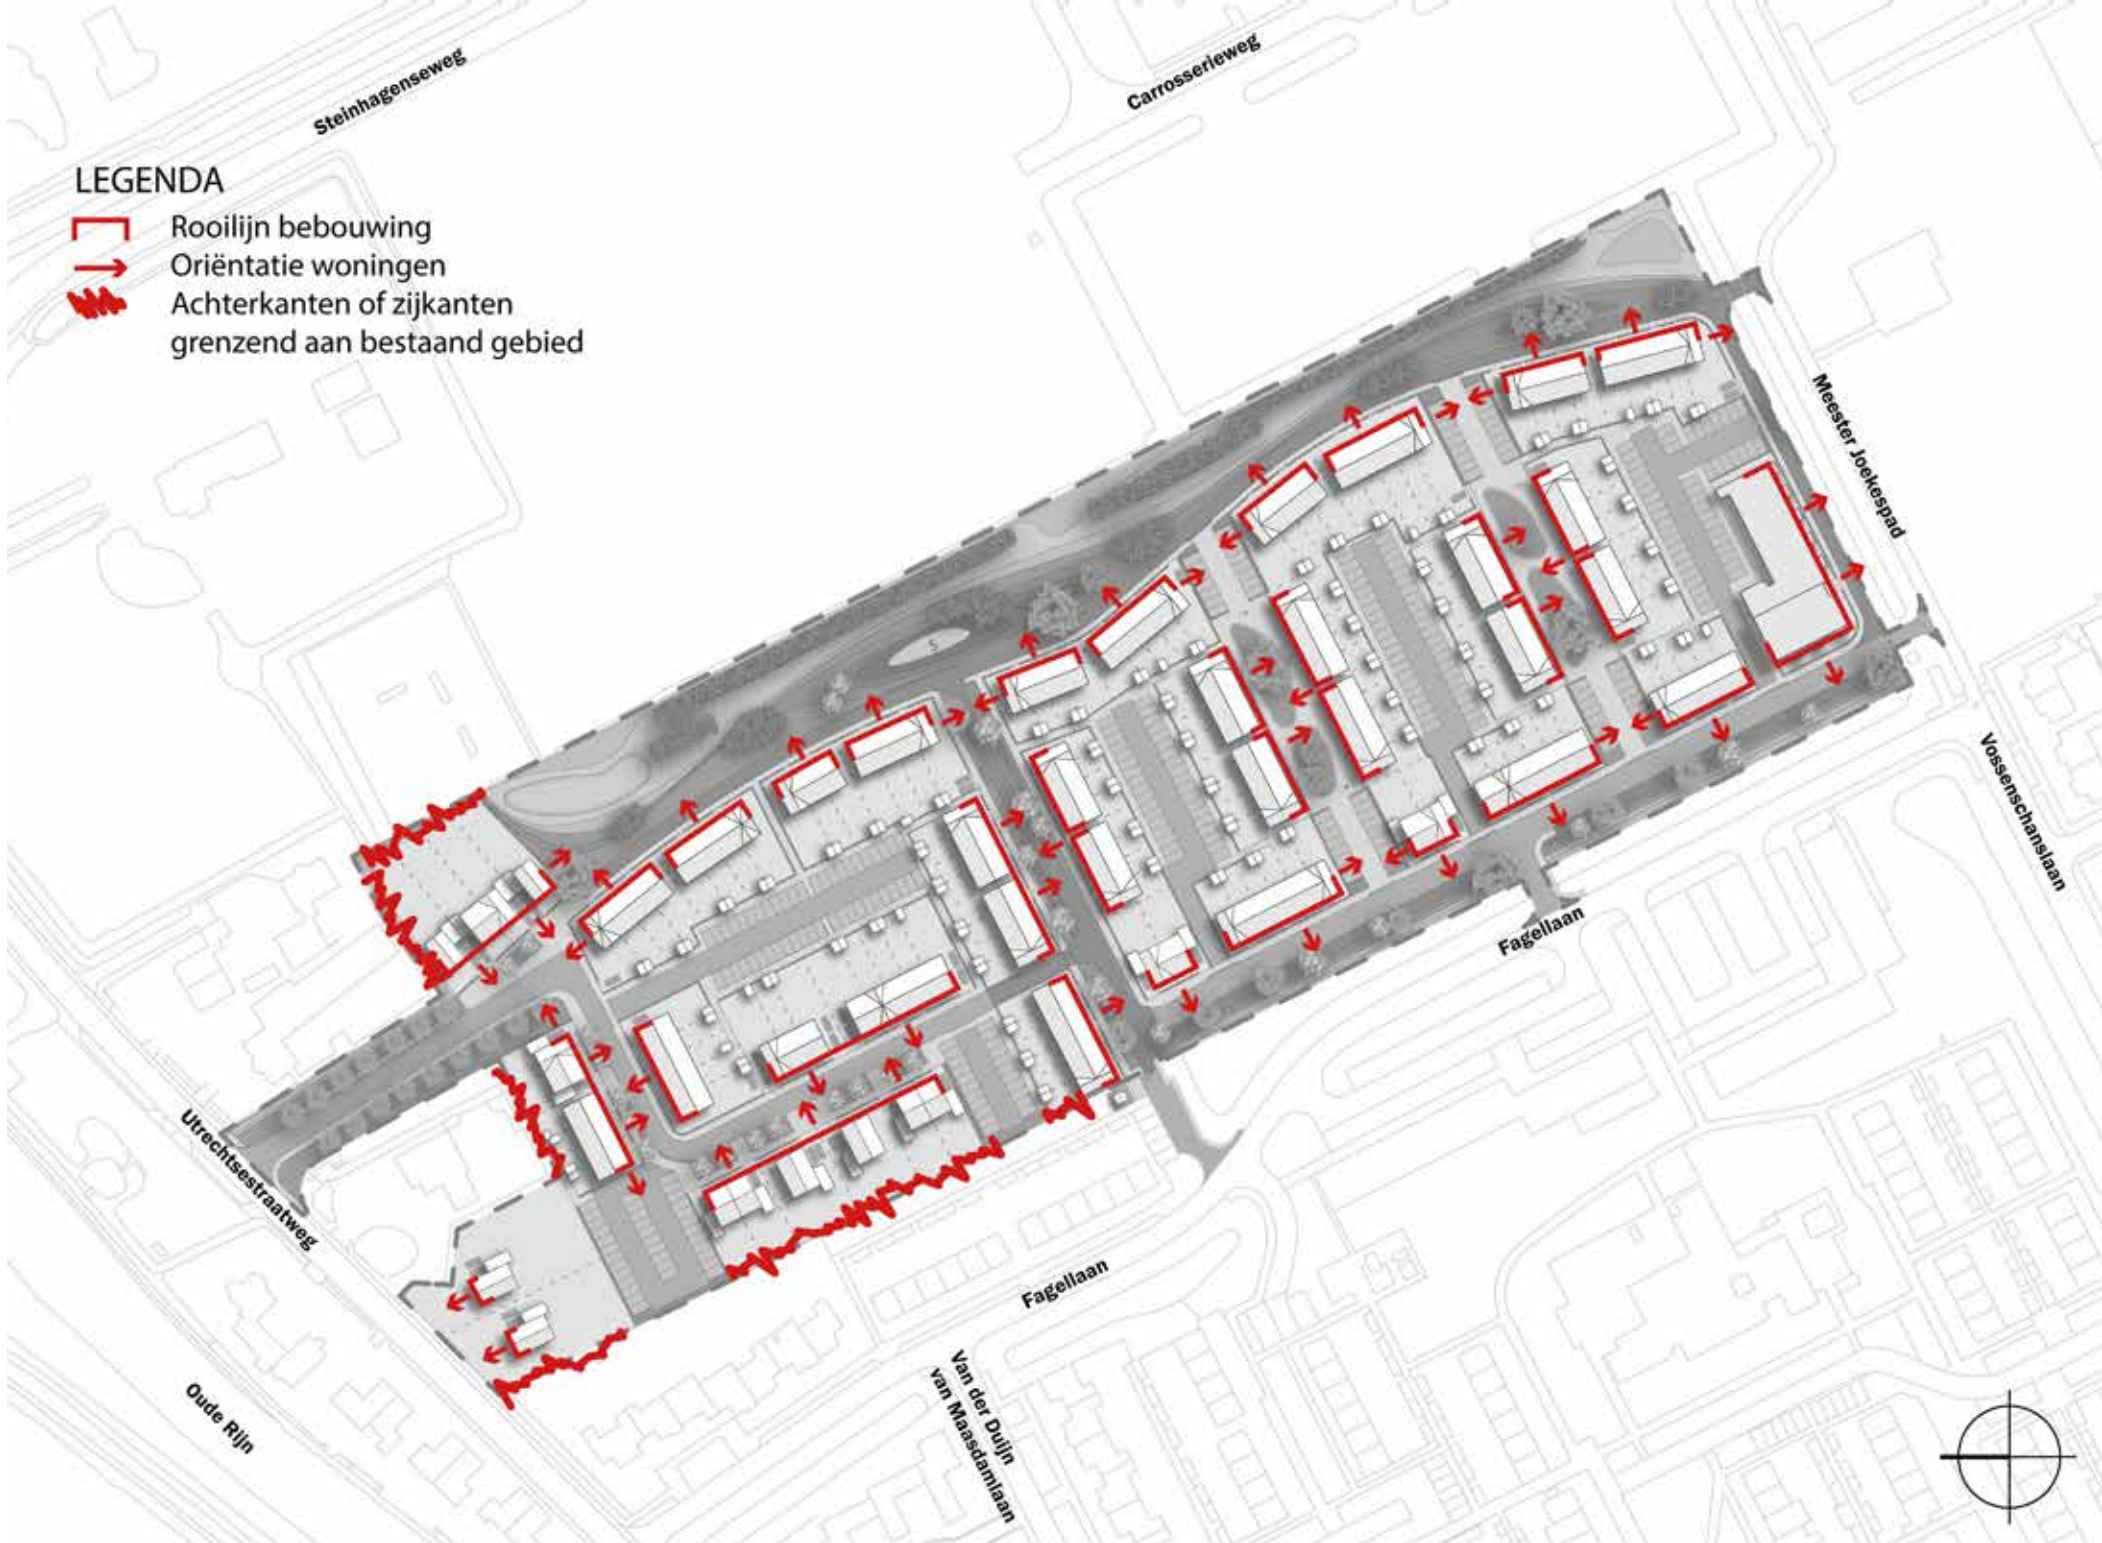 Steinhagenseweg
Carrosserieweg
LEGENDA
Rooilijn bebouwing
Oriëntatie woningen
Achterkanten of zijkanten
grenzend aan bestaand gebied
Meester Joekespad
S
Vossenschanslaan
Fagellaan
Utrechtsestraatweg
Fagellaan
Oude Rijn
Van der Duijn
van Maasdamlaan